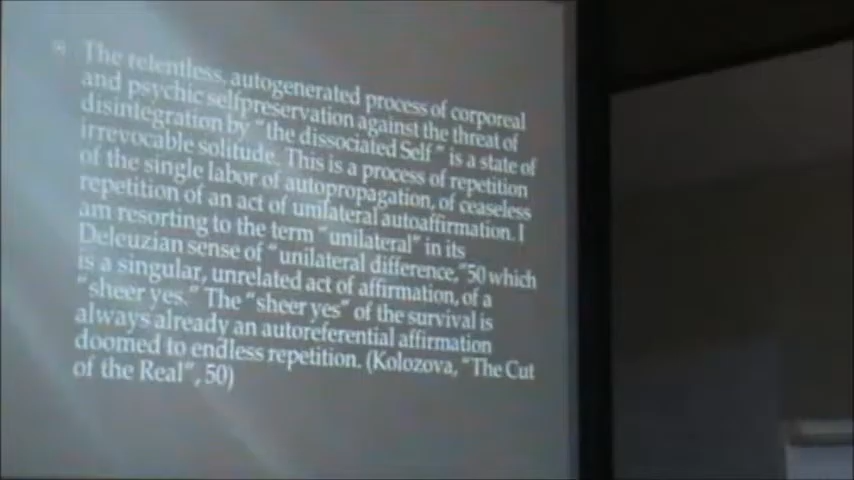 The relentless, autogenerated process of corporeal
and psychic selfpreservation against the threat of
disintegration by "the dissociated Self" is a state of
irrevocable solitude. This is a process of repetition
of the single labor of autopropagation, of ceaseless
repetition of an act of unilateral autoaffirmation. I
am resorting to the term "unilateral" in its
Deleuzian sense of "unilateral difference,"50 which
is a singular, unrelated act of affirmation, of a
"sheer yes." The "sheer yes" of the survival is
always already an autoreferential affirmation
doomed to endless repetition. (Kolozova, "The Cut
of the Real", 50)